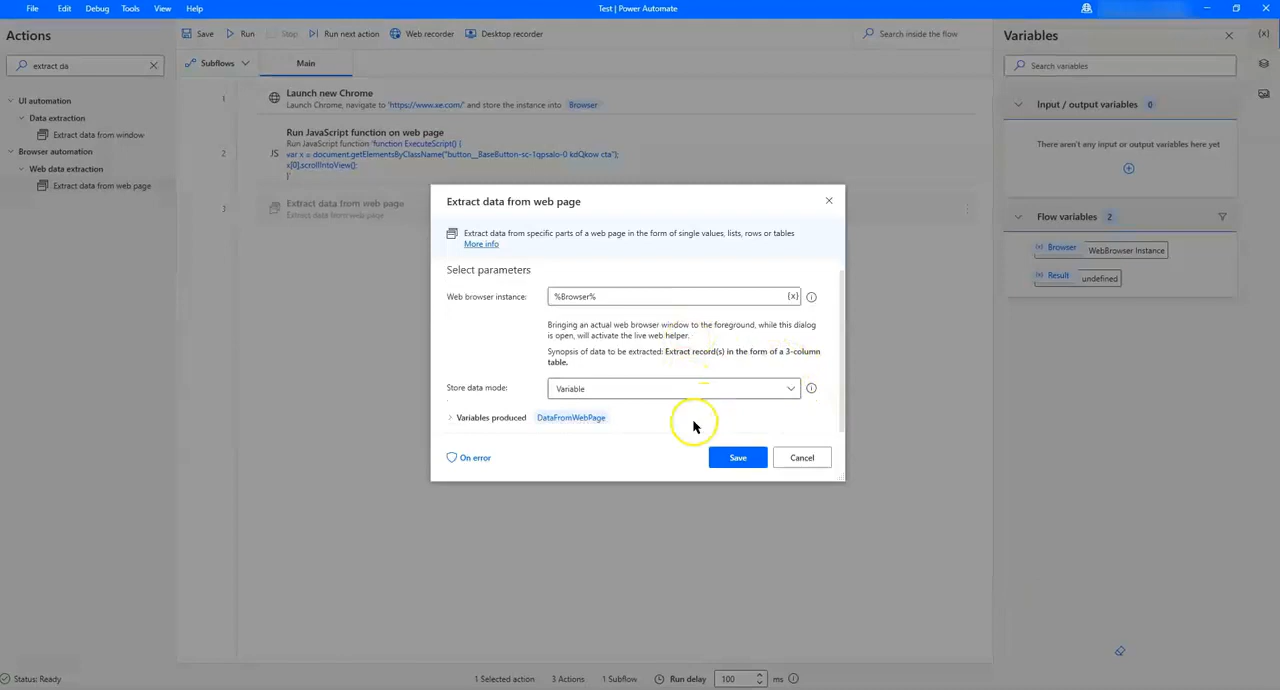 File Edit Debug Tools View Help
Test | Power Automate
Actions
extract da
UI automation
Data extraction
Extract data from window
Browser automation
Web data extraction
Extract data from web page
Save Run Stop Run next action Web recorder Desktop recorder
Search inside the flow
Subflows Main
1
Launch new Chrome
Launch Chrome, navigate to 'https://www.xe.com/' and store the instance into Browser
2
Run JavaScript function on web page
Run JavaScript function 'function ExecuteScript() {
var x = document.getElementsByClassName("button__BaseButton-sc-1qpsalo-0 kdQkow cta");
x[0].scrollIntoView();
}'
JS
3
Extract data from web page
Extract data from web page
Extract data from web page
Extract data from specific parts of a web page in the form of single values, lists, rows or tables
More info
Select parameters
Web browser instance: %Browser% {x}
Bringing an actual web browser window to the foreground, while this dialog
is open, will activate the live web helper.
Synopsis of data to be extracted: Extract record(s) in the form of a 3-column
table.
Store data mode: Variable
Variables produced DataFromWebPage
On error Save Cancel
Variables
{x}
Search variables
Input / output variables 0
There aren't any input or output variables here yet
Flow variables 2
(x) Browser WebBrowser Instance
(x) Result undefined
Status: Ready 1 Selected action 3 Actions 1 Subflow Run delay 100 ms